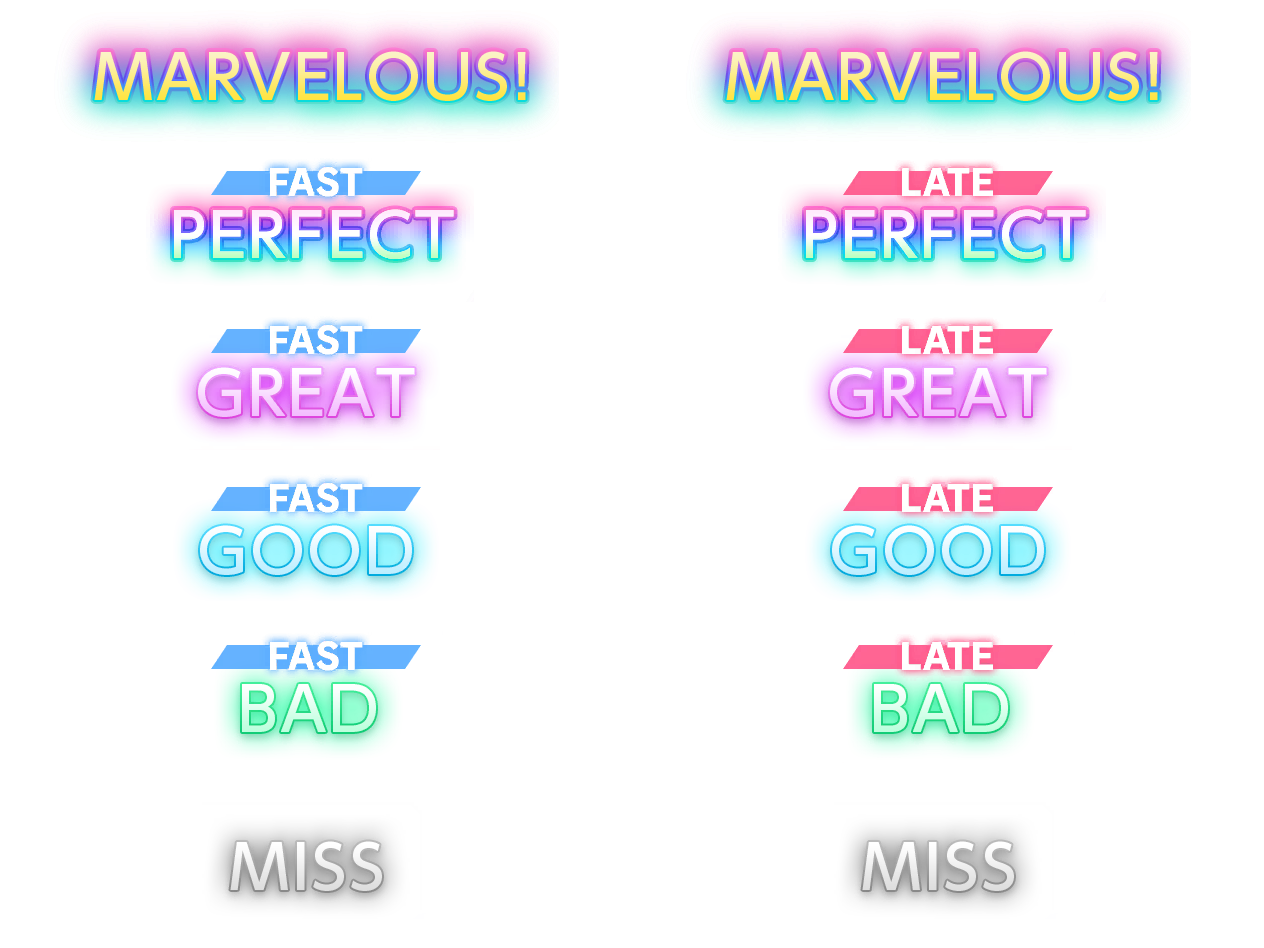 MARVELOUS! MARVELOUS!
FAST LATE
PERFECT PERFECT
FAST LATE
GREAT GREAT
FAST LATE
GOOD GOOD
FAST LATE
BAD BAD
MISS MISS